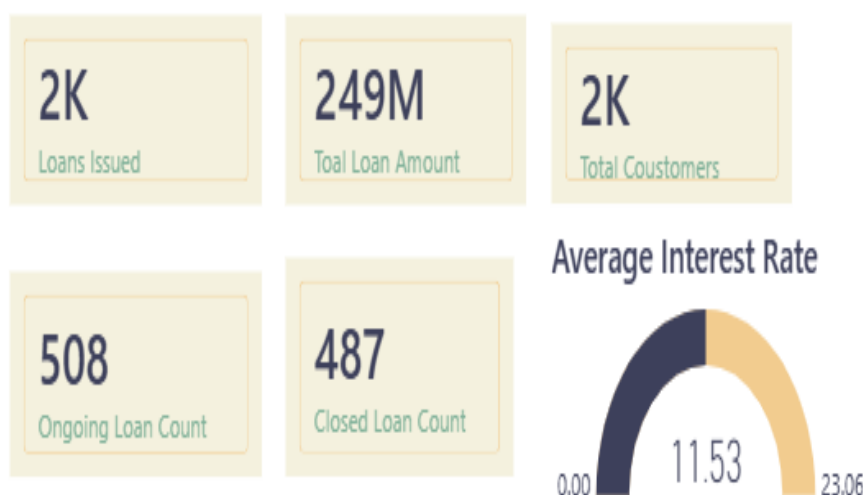 2K
Loans Issued
249M
Toal Loan Amount
2K
Total Coustomers
508
Ongoing Loan Count
487
Closed Loan Count
Average Interest Rate
11.53
0.00
23.06